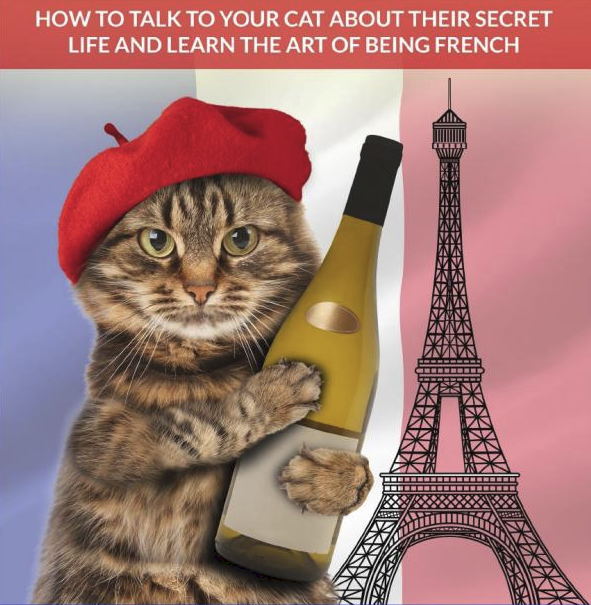 HOW TO TALK TO YOUR CAT ABOUT THEIR SECRET
LIFE AND LEARN THE ART OF BEING FRENCH